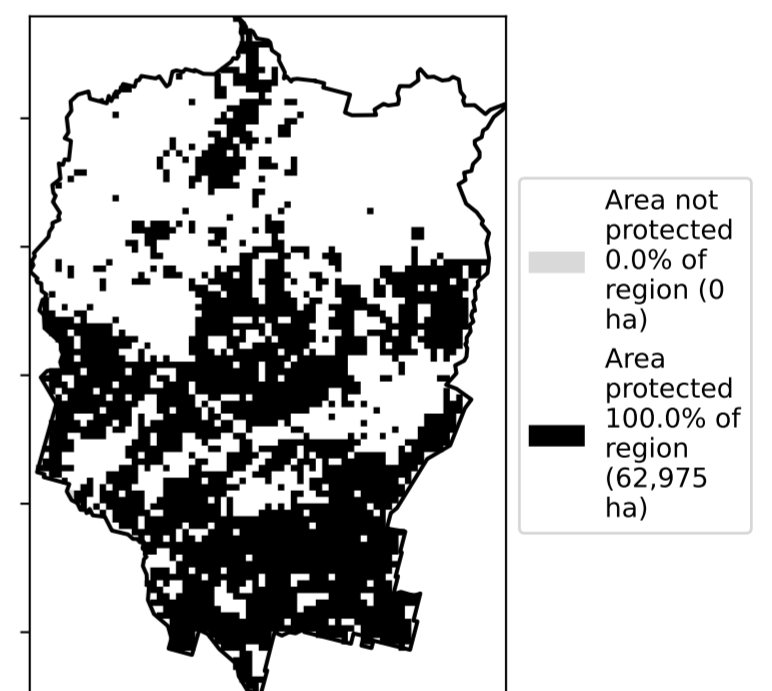 Area not
protected
0.0% of
region (0
ha)
Area
protected
100.0% of
region
(62,975
ha)